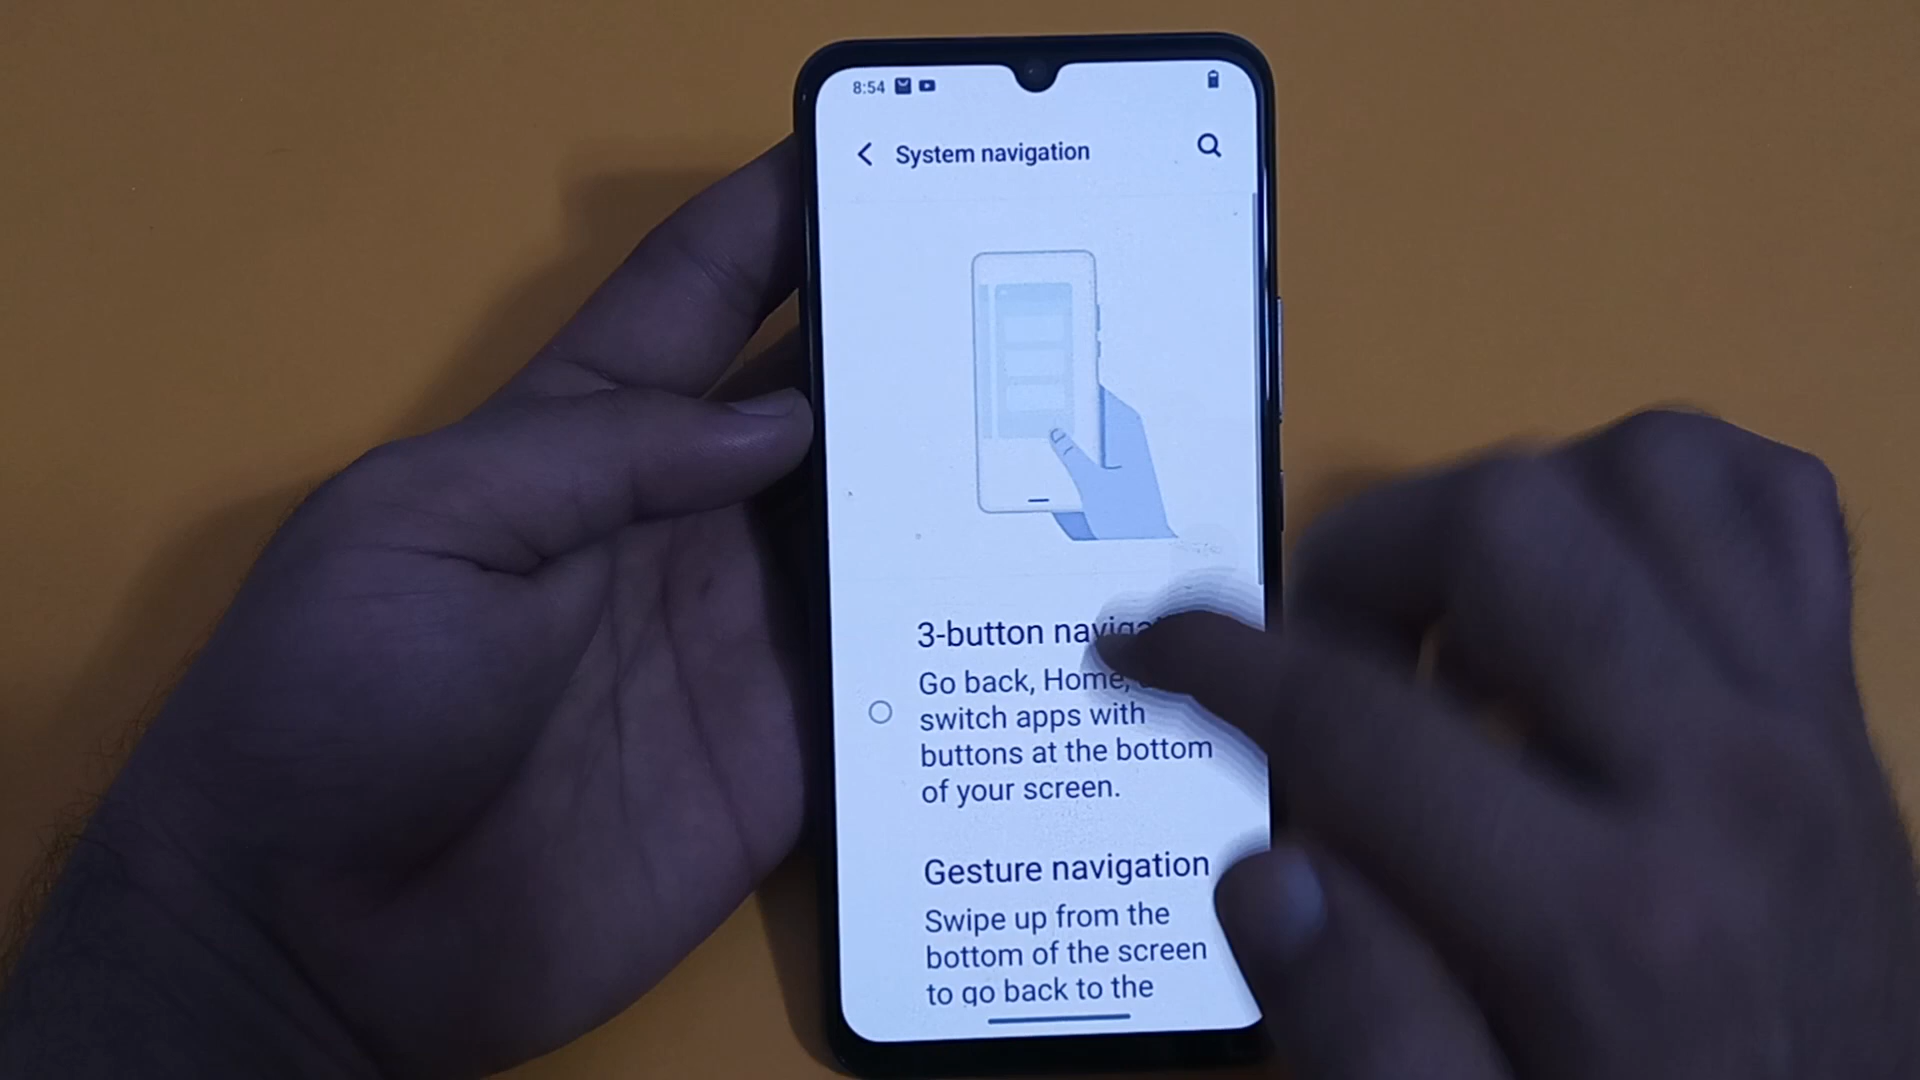 8:54
System navigation
3-button
Go back, Home,
switch apps with
buttons at the bottom
of your screen.
Gesture navigation
Swipe up from the
bottom of the screen
to go back to the